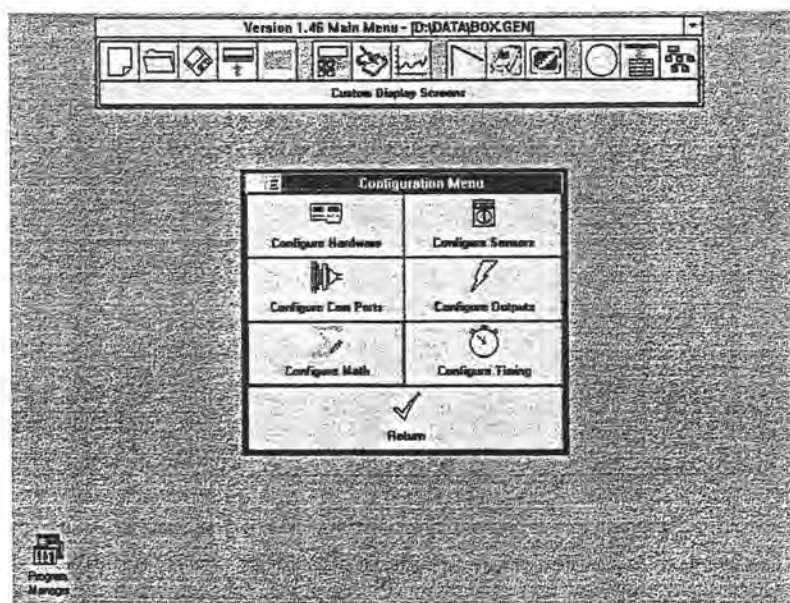 Version 1.46 Main Menu - [D:\DATA\BOX.GEN]
Custom Display Screens
Configuration Menu
Configure Hardware
Configure Sensors
Configure Com Ports
Configure Outputs
Configure Math
Configure Timing
Return
Program
Manager